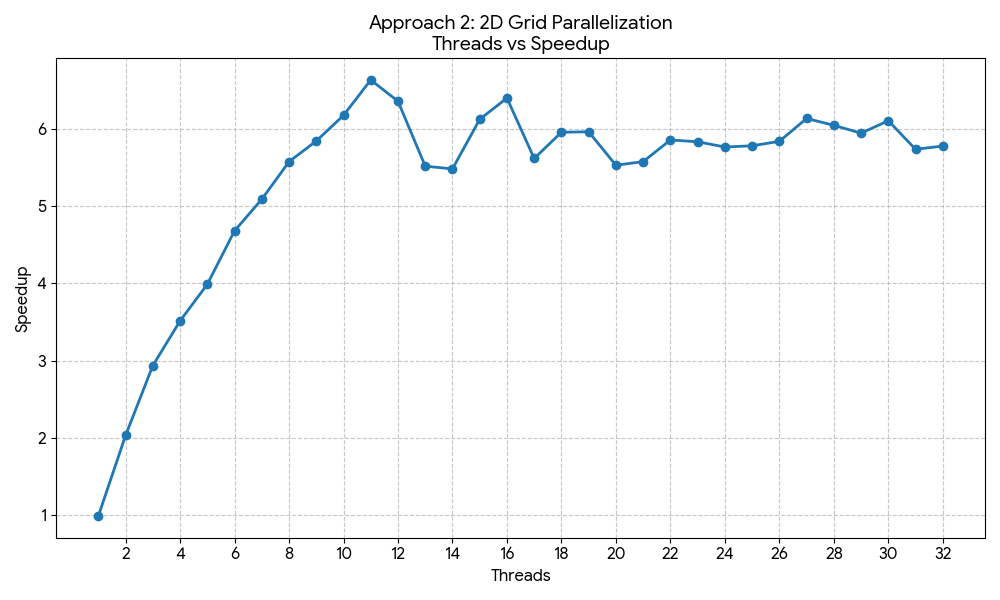 Approach 2: 2D Grid Parallelization
Threads vs Speedup
Speedup
6
5
4
3
2
1
2 4 6 8 10 12 14 16 18 20 22 24 26 28 30 32
Threads